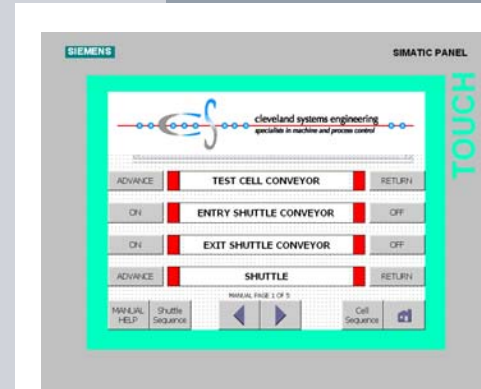 SIEMENS SIMATIC PANEL
TOUCH
cleveland systems engineering
specialists in machine and process control
ADVANCE TEST CELL CONVEYOR RETURN
ON ENTRY SHUTTLE CONVEYOR OFF
ON EXIT SHUTTLE CONVEYOR OFF
ADVANCE SHUTTLE RETURN
MANUAL PAGE 1 OF 5
MANUAL HELP Shuttle Sequence Cell Sequence